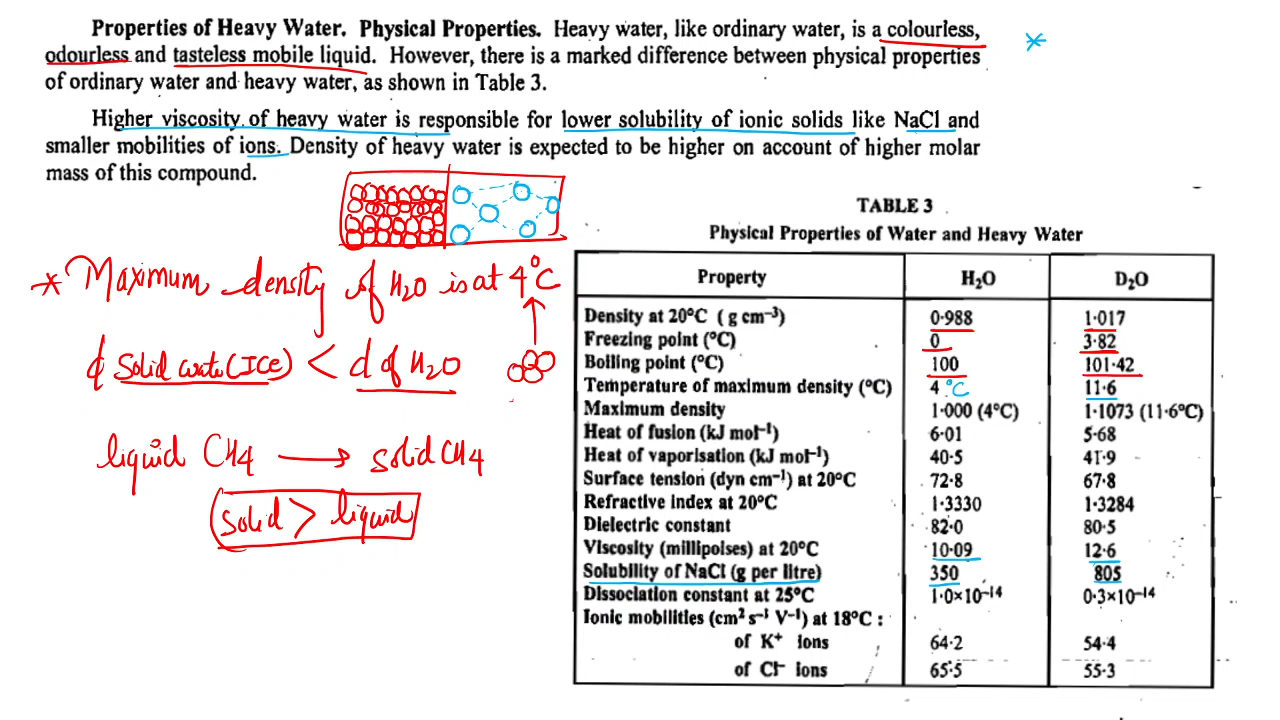 Properties of Heavy Water. Physical Properties. Heavy water, like ordinary water, is a colourless,
odourless and tasteless mobile liquid. However, there is a marked difference between physical properties
of ordinary water and heavy water, as shown in Table 3.
Higher viscosity of heavy water is responsible for lower solubility of ionic solids like NaCl and
smaller mobilities of ions. Density of heavy water is expected to be higher on account of higher molar
mass of this compound.
* Maximum density of H2O is at 4°C
d solid water (ICE) < d of H2O
liquid CH4 → solid CH4
solid > liquid
TABLE 3
Physical Properties of Water and Heavy Water
Property H₂O D₂O
Density at 20°C ( g cm⁻³) 0·988 1·017
Freezing point (°C) 0 3·82
Boiling point (°C) 100 101·42
Temperature of maximum density (°C) 4 °C 11·6
Maximum density 1·000 (4°C) 1·1073 (11·6°C)
Heat of fusion (kJ mol⁻¹) 6·01 5·68
Heat of vaporisation (kJ mol⁻¹) 40·5 41·9
Surface tension (dyn cm⁻¹) at 20°C 72·8 67·8
Refractive index at 20°C 1·3330 1·3284
Dielectric constant 82·0 80·5
Viscosity (millipoises) at 20°C 10·09 12·6
Solubility of NaCl (g per litre) 350 805
Dissociation constant at 25°C 1·0×10⁻¹⁴ 0·3×10⁻¹⁴
Ionic mobilities (cm² s⁻¹ V⁻¹) at 18°C :
of K⁺ ions 64·2 54·4
of Cl⁻ ions 65·5 55·3